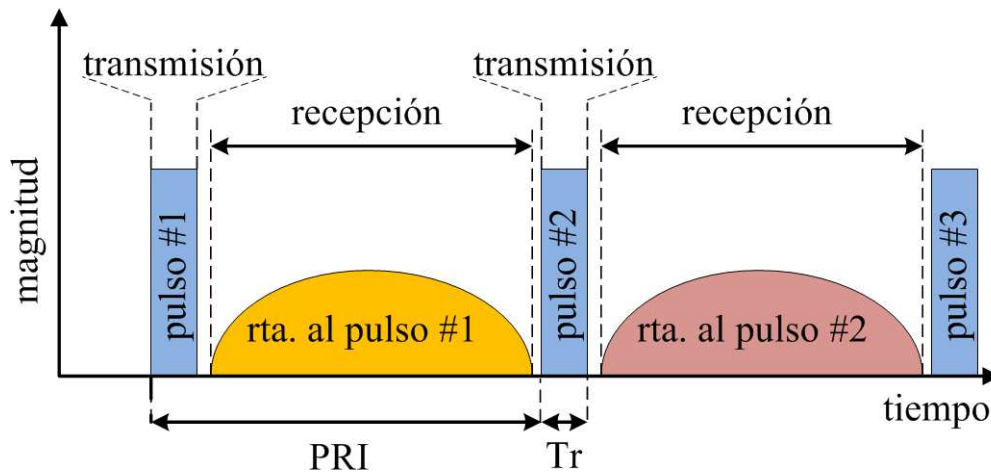 transmisión
transmisión
recepción
recepción
magnitud
pulso #1
rta. al pulso #1
pulso #2
rta. al pulso #2
pulso #3
tiempo
PRI
Tr